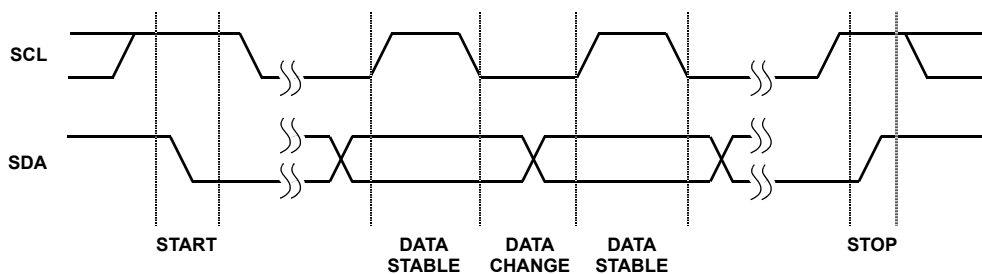 SCL
SDA
START
DATA
STABLE
DATA
CHANGE
DATA
STABLE
STOP